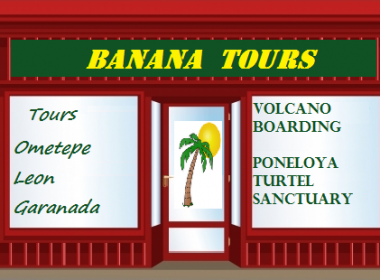 BANANA TOURS
Tours
Ometepe
Leon
Garanada
VOLCANO
BOARDING
PONELOYA
TURTEL
SANCTUARY